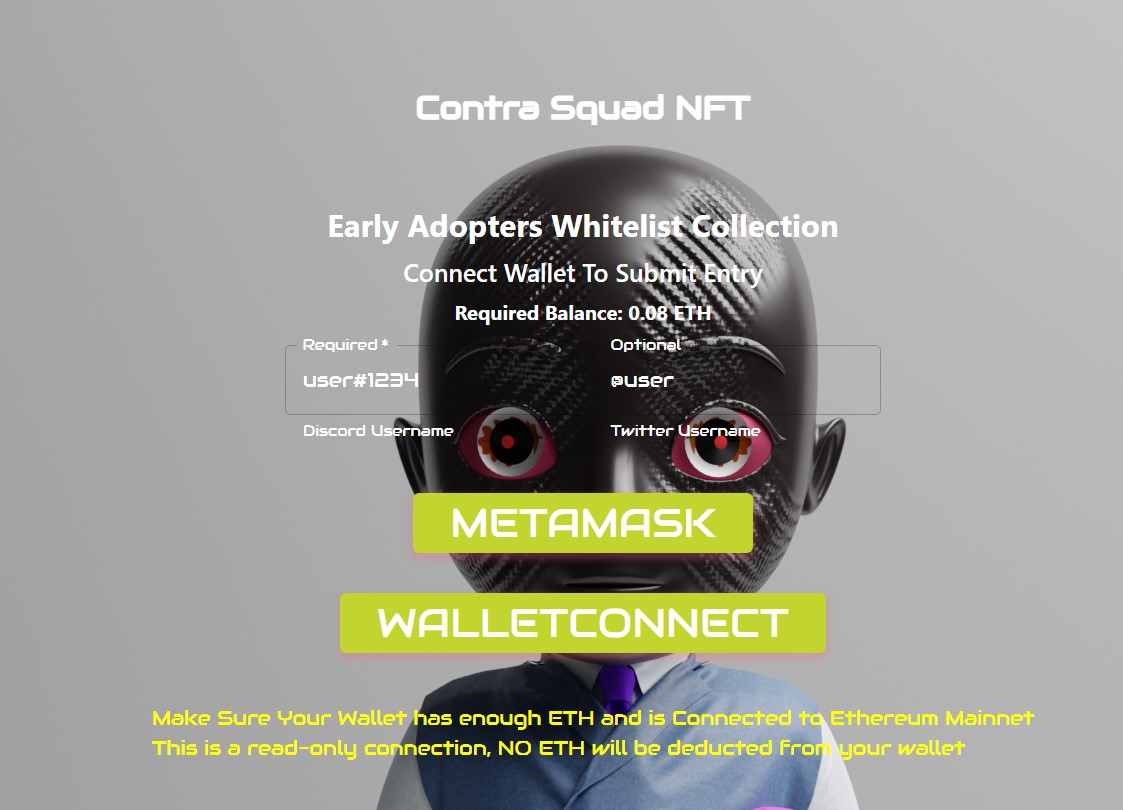 Contra Squad NFT
Early Adopters Whitelist Collection
Connect Wallet To Submit Entry
Required Balance: 0.08 ETH
Required * Optional
user#1234 @user
Discord Username Twitter Username
METAMASK
WALLETCONNECT
Make Sure Your Wallet has enough ETH and is Connected to Ethereum Mainnet
This is a read-only connection, NO ETH will be deducted from your wallet